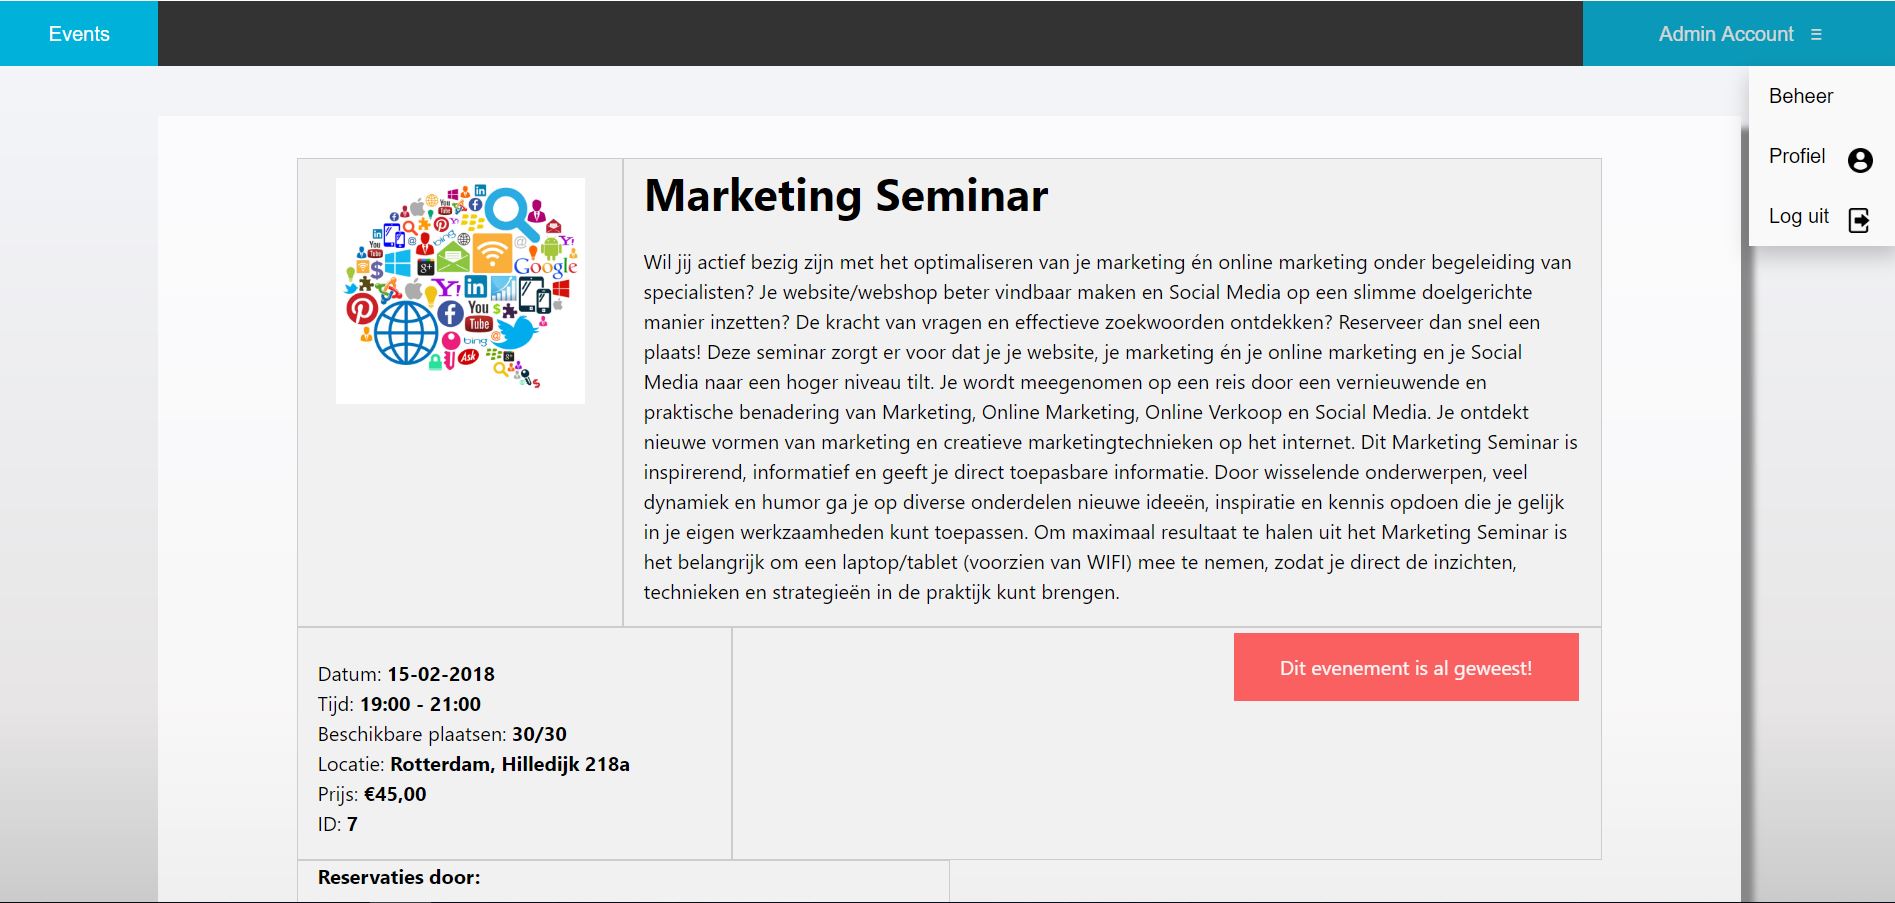 Events
Admin Account ☰
Beheer
Profiel
Log uit
Marketing Seminar
Google
You
Tube
bing
Ask
Wil jij actief bezig zijn met het optimaliseren van je marketing én online marketing onder begeleiding van
specialisten? Je website/webshop beter vindbaar maken en Social Media op een slimme doelgerichte
manier inzetten? De kracht van vragen en effectieve zoekwoorden ontdekken? Reserveer dan snel een
plaats! Deze seminar zorgt er voor dat je je website, je marketing én je online marketing en je Social
Media naar een hoger niveau tilt. Je wordt meegenomen op een reis door een vernieuwende en
praktische benadering van Marketing, Online Marketing, Online Verkoop en Social Media. Je ontdekt
nieuwe vormen van marketing en creatieve marketingtechnieken op het internet. Dit Marketing Seminar is
inspirerend, informatief en geeft je direct toepasbare informatie. Door wisselende onderwerpen, veel
dynamiek en humor ga je op diverse onderdelen nieuwe ideeën, inspiratie en kennis opdoen die je gelijk
in je eigen werkzaamheden kunt toepassen. Om maximaal resultaat te halen uit het Marketing Seminar is
het belangrijk om een laptop/tablet (voorzien van WIFI) mee te nemen, zodat je direct de inzichten,
technieken en strategieën in de praktijk kunt brengen.
Dit evenement is al geweest!
Datum: 15-02-2018
Tijd: 19:00 - 21:00
Beschikbare plaatsen: 30/30
Locatie: Rotterdam, Hilledijk 218a
Prijs: €45,00
ID: 7
Reservaties door: